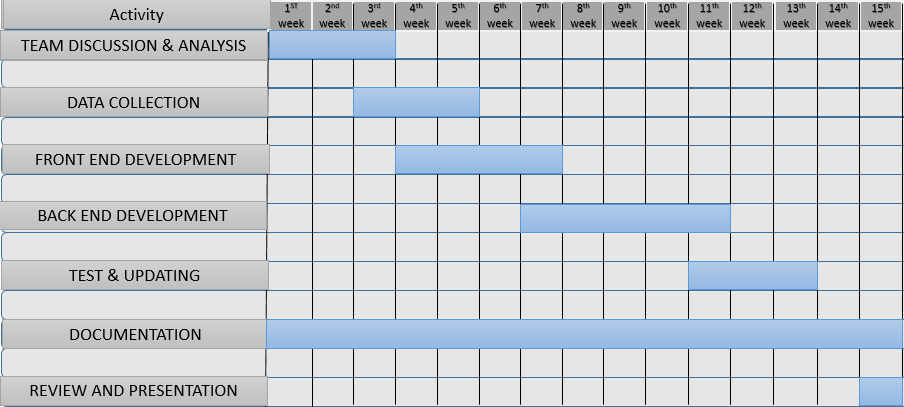 Activity
1ST week
2nd week
3rd week
4th week
5th week
6th week
7th week
8th week
9th week
10th week
11th week
12th week
13th week
14th week
15th week
TEAM DISCUSSION & ANALYSIS
DATA COLLECTION
FRONT END DEVELOPMENT
BACK END DEVELOPMENT
TEST & UPDATING
DOCUMENTATION
REVIEW AND PRESENTATION